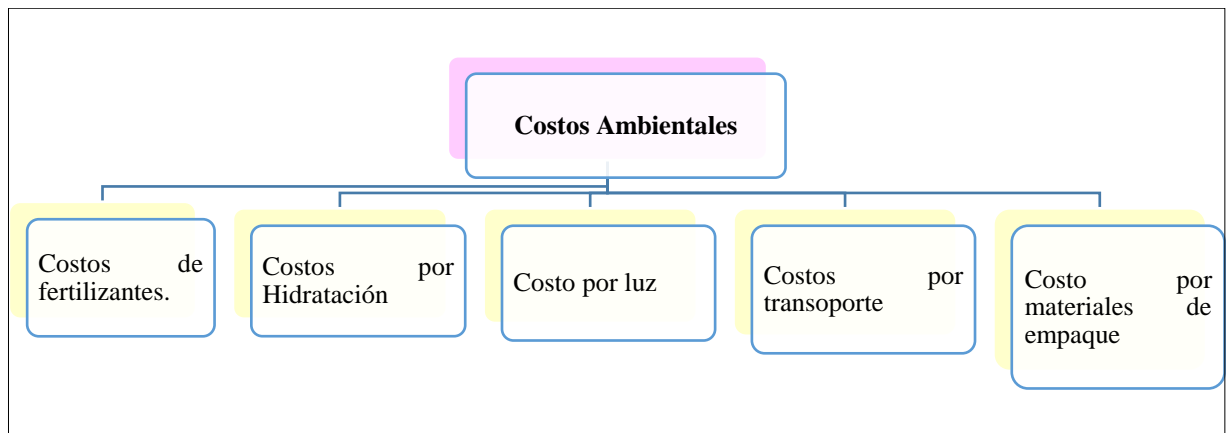 Costos Ambientales
Costos de
fertilizantes.
Costos por
Hidratación
Costo por luz
Costos por
transoporte
Costo por
materiales de
empaque